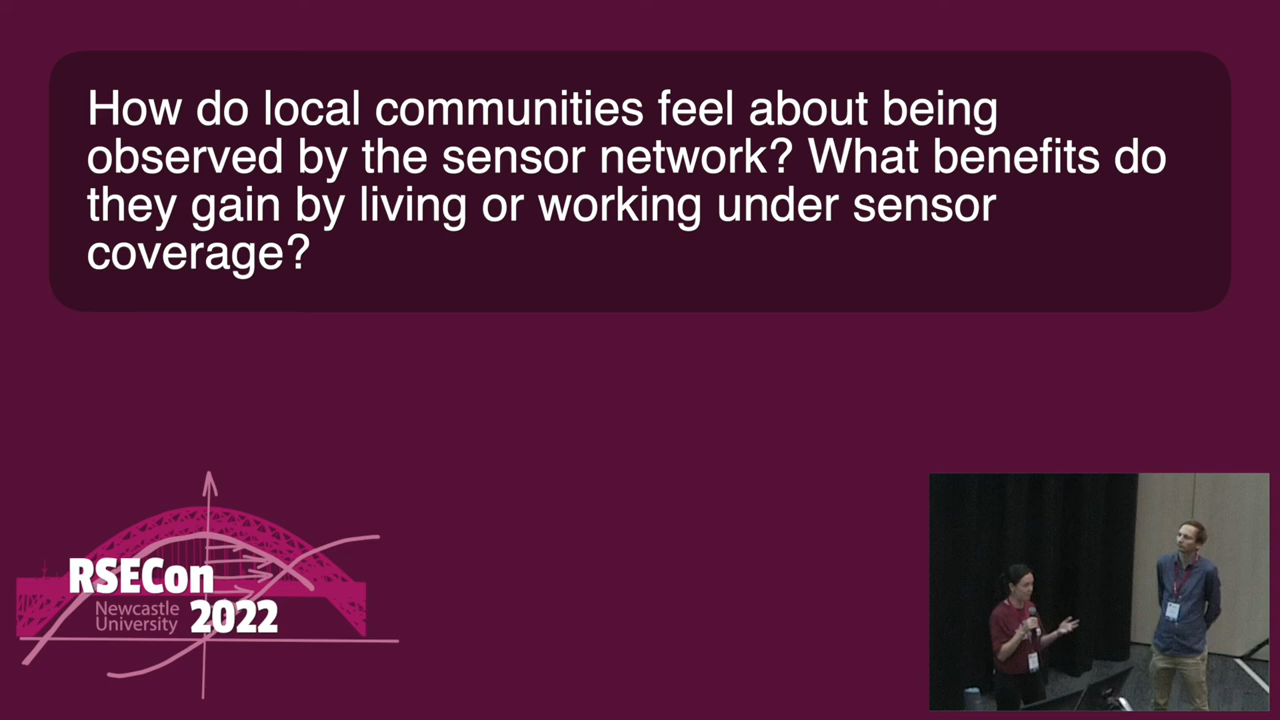 How do local communities feel about being
observed by the sensor network? What benefits do
they gain by living or working under sensor
coverage?
RSECon
Newcastle
University
2022